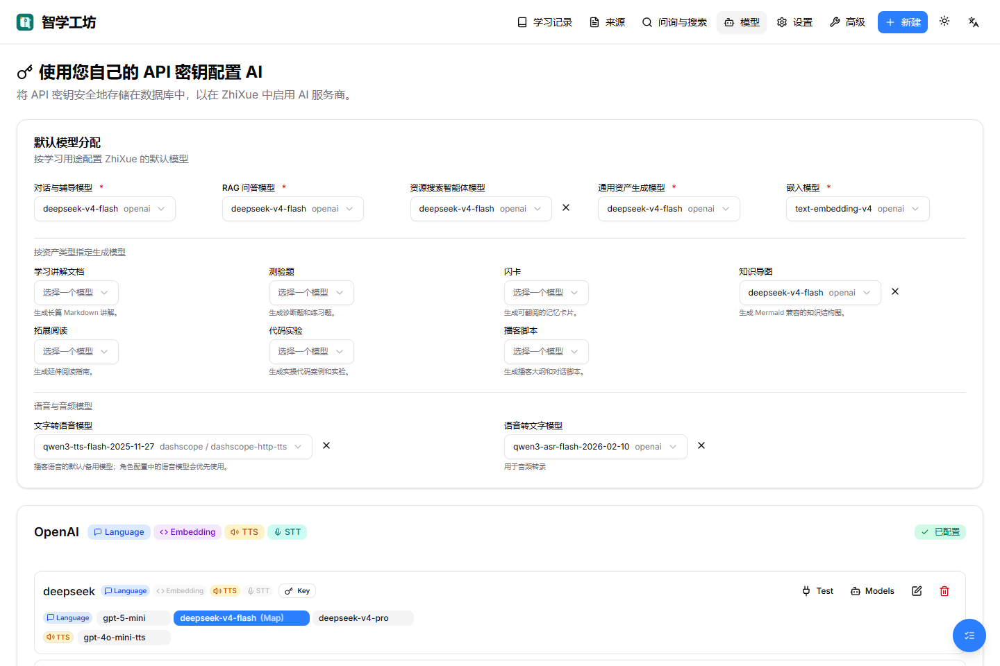 智学工坊
学习记录 来源 问询与搜索 模型 设置 高级 新建
使用您自己的 API 密钥配置 AI
将 API 密钥安全地存储在数据库中，以在 ZhiXue 中启用 AI 服务商。
默认模型分配
按学习用途配置 ZhiXue 的默认模型
对话与辅导模型 * RAG 问答模型 * 资源搜索智能体模型 通用资产生成模型 * 嵌入模型 *
deepseek-v4-flash openai deepseek-v4-flash openai deepseek-v4-flash openai deepseek-v4-flash openai text-embedding-v4 openai
按资产类型指定生成模型
学习讲解文档 测验题 闪卡 知识导图
选择一个模型 选择一个模型 选择一个模型 deepseek-v4-flash openai
生成长篇 Markdown 讲解。 生成诊断题和练习题。 生成可翻阅的记忆卡片。 生成 Mermaid 兼容的知识结构图。
拓展阅读 代码实验 播客脚本
选择一个模型 选择一个模型 选择一个模型
生成延伸阅读指南。 生成实操代码案例和实验。 生成播客大纲和对话脚本。
语音与音频模型
文字转语音模型 语音转文字模型
qwen3-tts-flash-2025-11-27 dashscope / dashscope-http-tts qwen3-asr-flash-2026-02-10 openai
播客语音的默认/备用模型；角色配置中的语音模型会优先使用。 用于音频转录
OpenAI Language Embedding TTS STT 已配置
deepseek Language Embedding TTS STT Key Test Models
Language gpt-5-mini deepseek-v4-flash (Map) deepseek-v4-pro
TTS gpt-4o-mini-tts